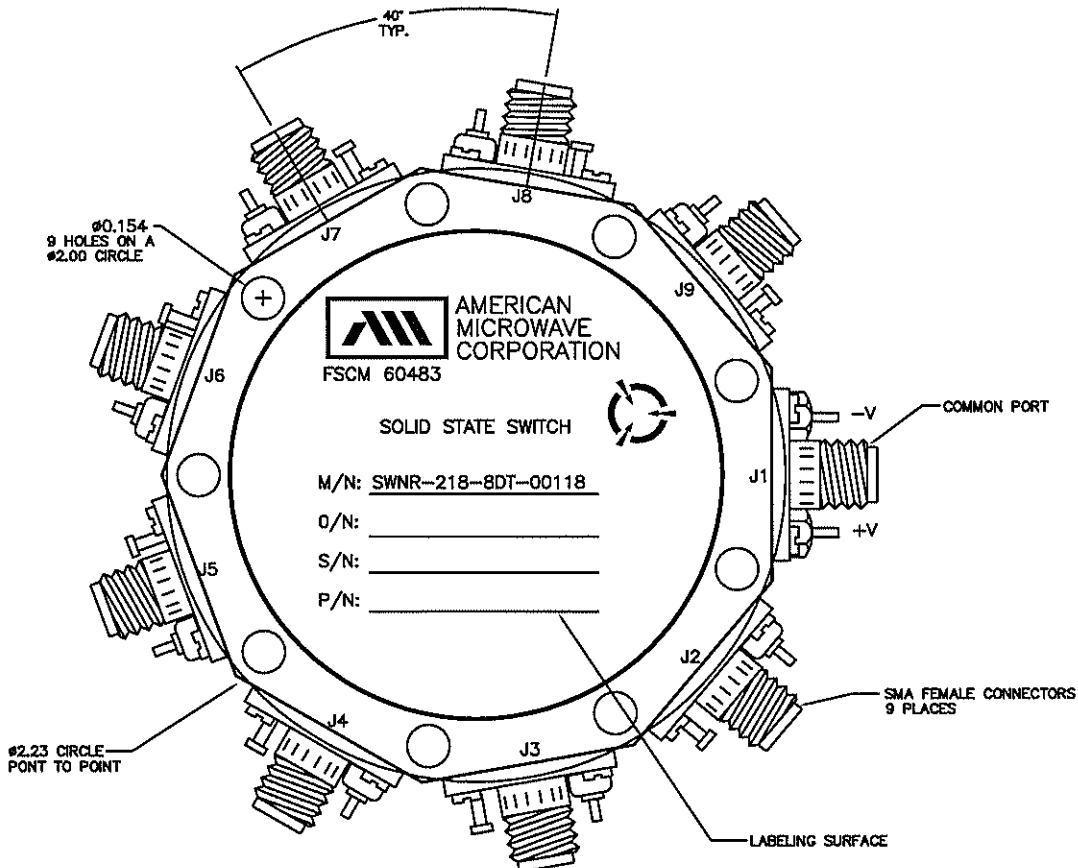 40°
TYP.
J8
J7
ø0.154
9 HOLES ON A
ø2.00 CIRCLE
J9
AMERICAN
MICROWAVE
CORPORATION
FSCM 60483
J6
SOLID STATE SWITCH
-V
COMMON PORT
J1
M/N: SWNR-218-8DT-00118
+V
O/N:
S/N:
J5
P/N:
J2
SMA FEMALE CONNECTORS
9 PLACES
J4
J3
ø2.23 CIRCLE
PONT TO POINT
LABELING SURFACE